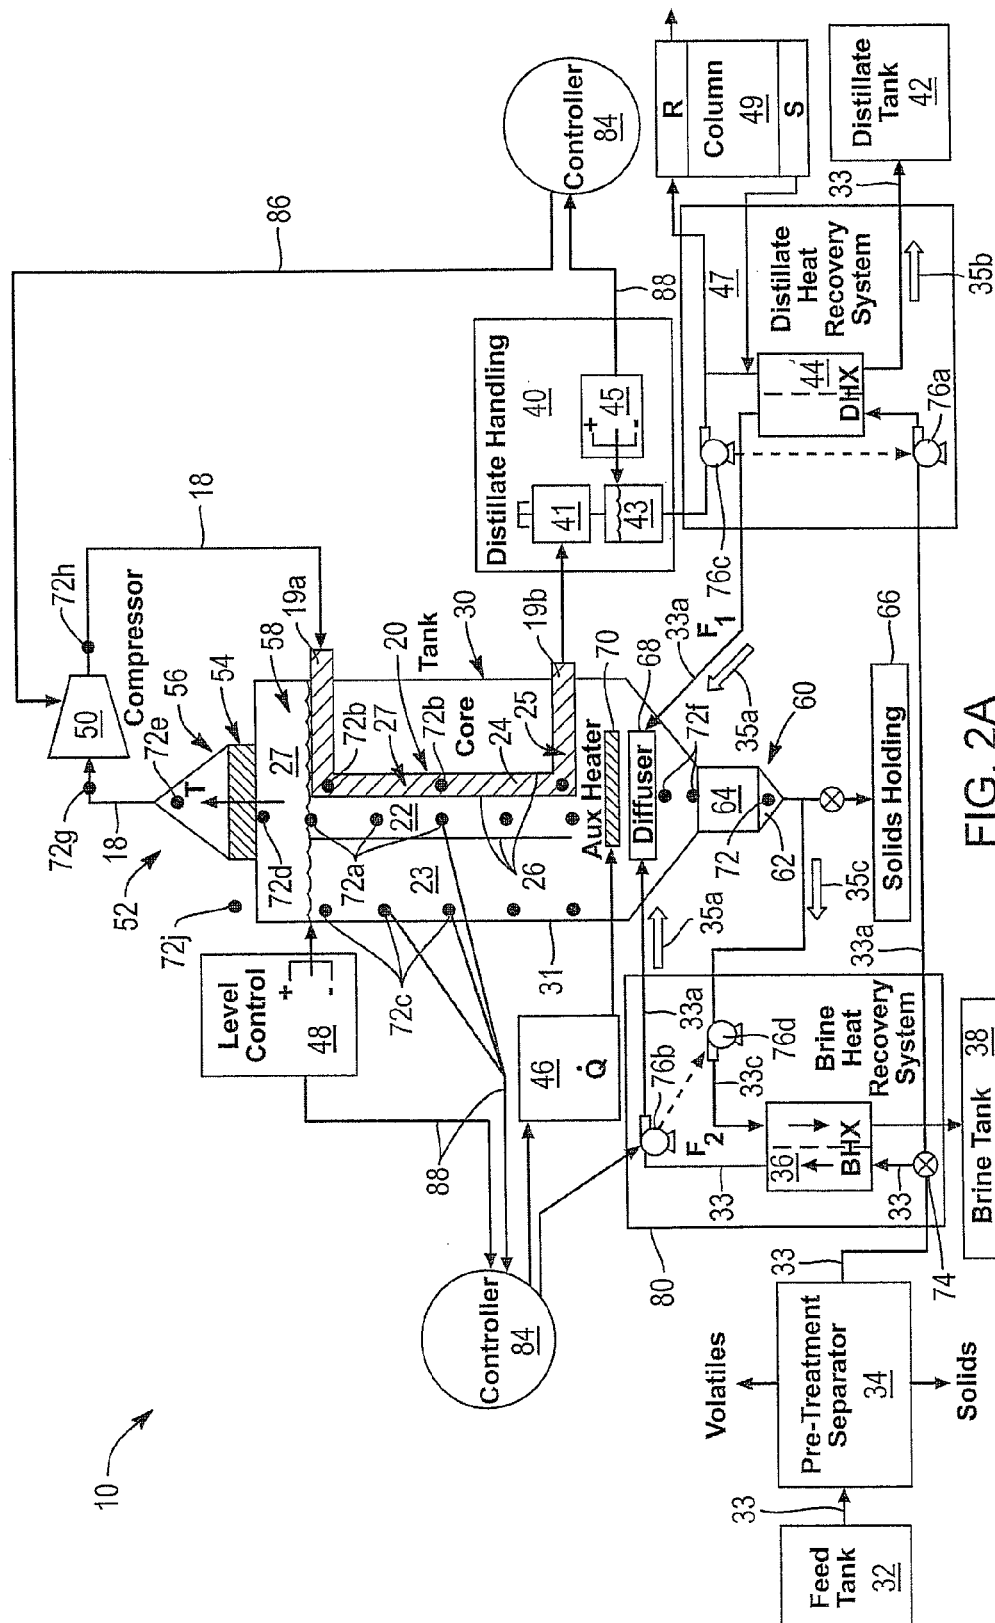 10
86
18
72h
Compressor
50
72g
18
72e
56
54
T
52
72d
72j
27
58
19a
Level
Control
48
+
-
72b
27
20
72b
Core
24
25
22
72a
23
26
72c
31
Tank
30
19b
Aux Heater
70
Diffuser
68
72f
64
72
62
60
33a
F1
35a
35a
35c
Solids Holding
66
Distillate Handling
40
41
43
45
+
-
88
Controller
84
R
Column
49
S
47
Distillate
Heat
Recovery
System
44
DHX
76c
76a
35b
33
Distillate
Tank
42
88
Controller
84
46
Q̇
33a
76b
F2
76d
33c
Brine
Heat
Recovery
System
36
BHX
33
33
33a
80
74
Brine Tank
38
33
Volatiles
Pre-Treatment
Separator
34
Solids
33
Feed
Tank
32
FIG. 2A